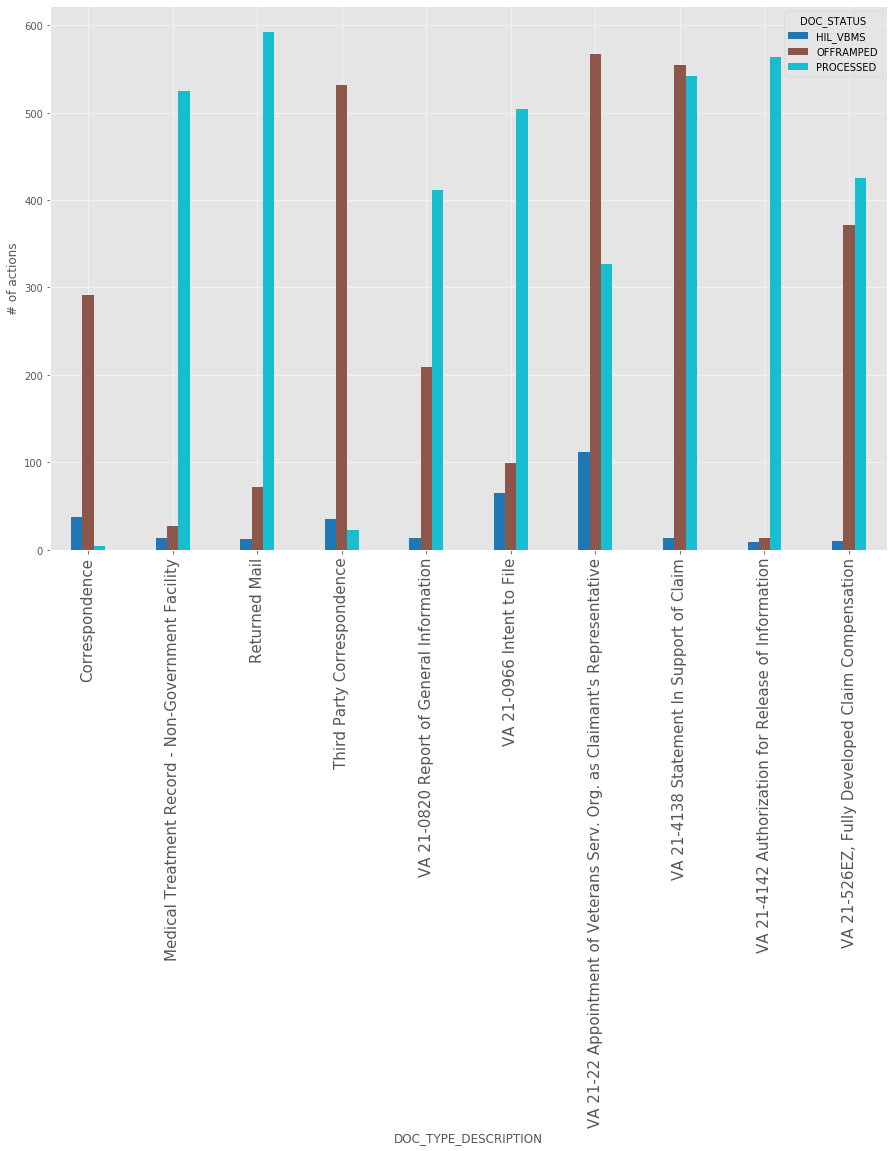 600
500
400
300
200
100
0
# of actions
DOC_STATUS
HIL_VBMS
OFFRAMPED
PROCESSED
Correspondence
Medical Treatment Record - Non-Government Facility
Returned Mail
Third Party Correspondence
VA 21-0820 Report of General Information
VA 21-0966 Intent to File
VA 21-22 Appointment of Veterans Serv. Org. as Claimant's Representative
VA 21-4138 Statement In Support of Claim
VA 21-4142 Authorization for Release of Information
VA 21-526EZ, Fully Developed Claim Compensation
DOC_TYPE_DESCRIPTION